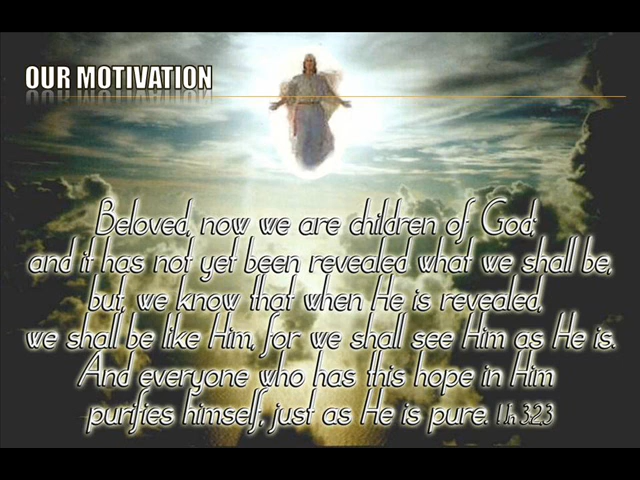 OUR MOTIVATION
Beloved, now we are children of God;
and it has not yet been revealed what we shall be,
but, we know that when He is revealed,
we shall be like Him, for we shall see Him as He is.
And everyone who has this hope in Him
purifies himself, just as He is pure. 1 Jn 3:2,3